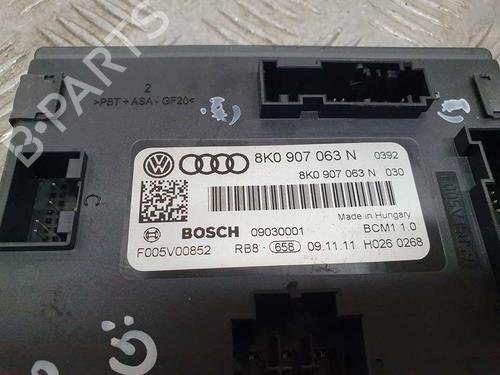 B-PARTS
2
>PBT+ASA-GF20<
8K0 907 063 N 0392
8K0 907 063 N 030
Made in Hungary
BOSCH 09030001 BCM1 1.0
F005V00852 RB8- 658 09.11.11 H026 0268
C